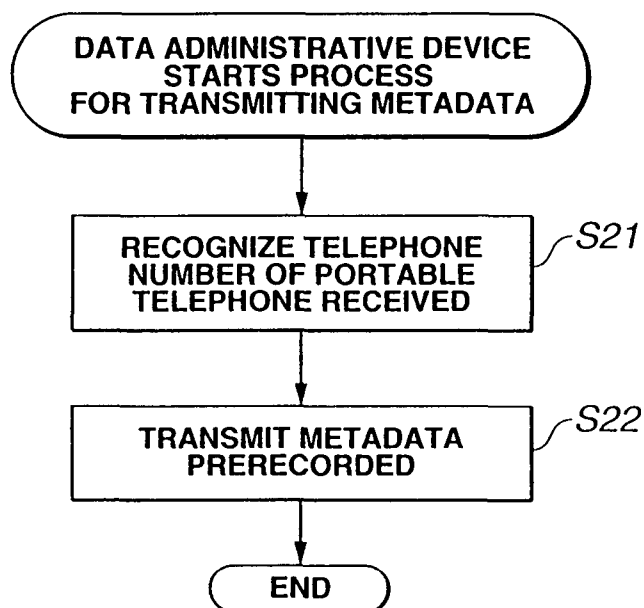 DATA ADMINISTRATIVE DEVICE
STARTS PROCESS
FOR TRANSMITTING METADATA
RECOGNIZE TELEPHONE
NUMBER OF PORTABLE
TELEPHONE RECEIVED
S21
TRANSMIT METADATA
PRERECORDED
S22
END